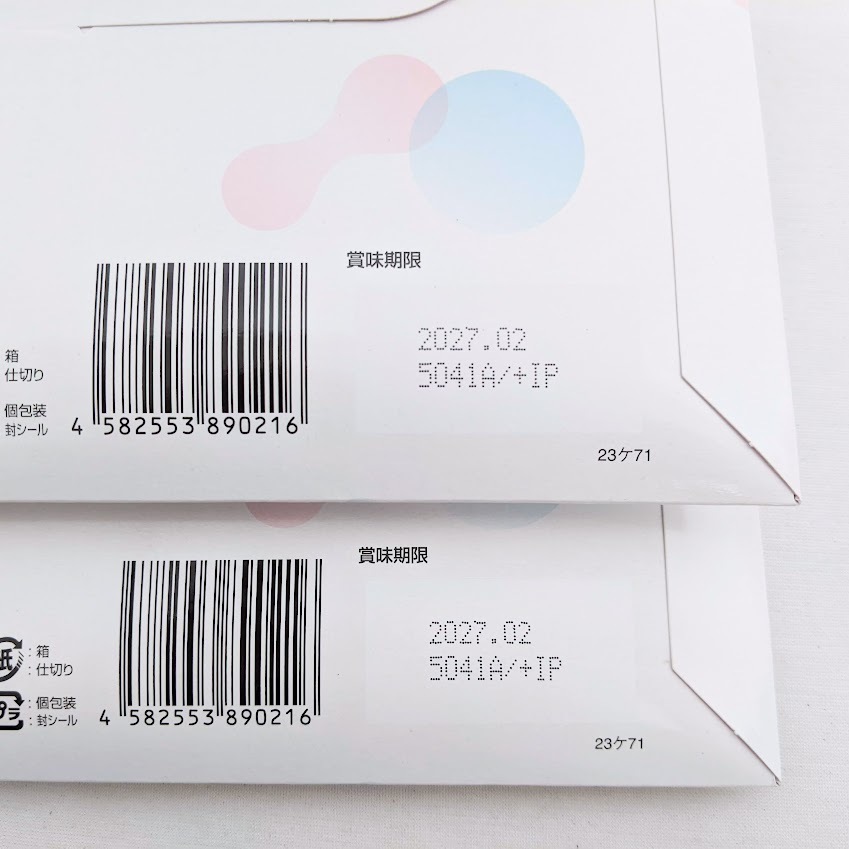 賞味期限
2027.02
5041A/+IP
箱
仕切り
個包装
封シール
4 582553 890216
23ケ71
賞味期限
2027.02
5041A/+IP
紙
: 箱
: 仕切り
プラ
: 個包装
: 封シール
4 582553 890216
23ケ71